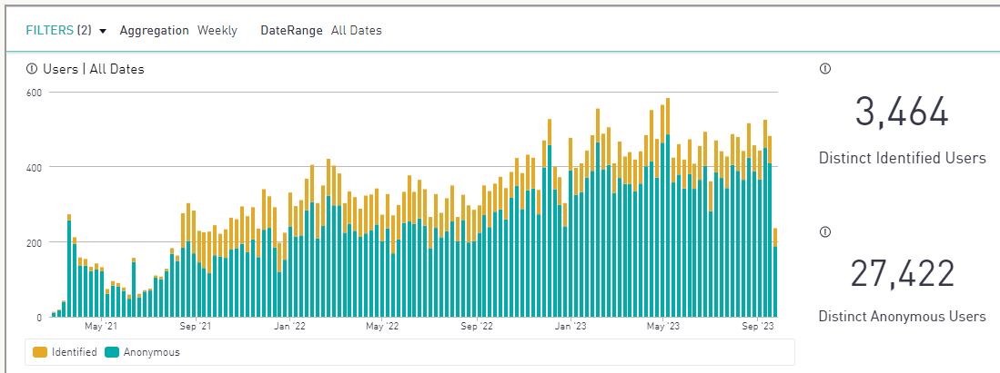 FILTERS (2) Aggregation Weekly DateRange All Dates
Users | All Dates
600
400
200
0
May '21 Sep '21 Jan '22 May '22 Sep '22 Jan '23 May '23 Sep '23
Identified Anonymous
3,464
Distinct Identified Users
27,422
Distinct Anonymous Users